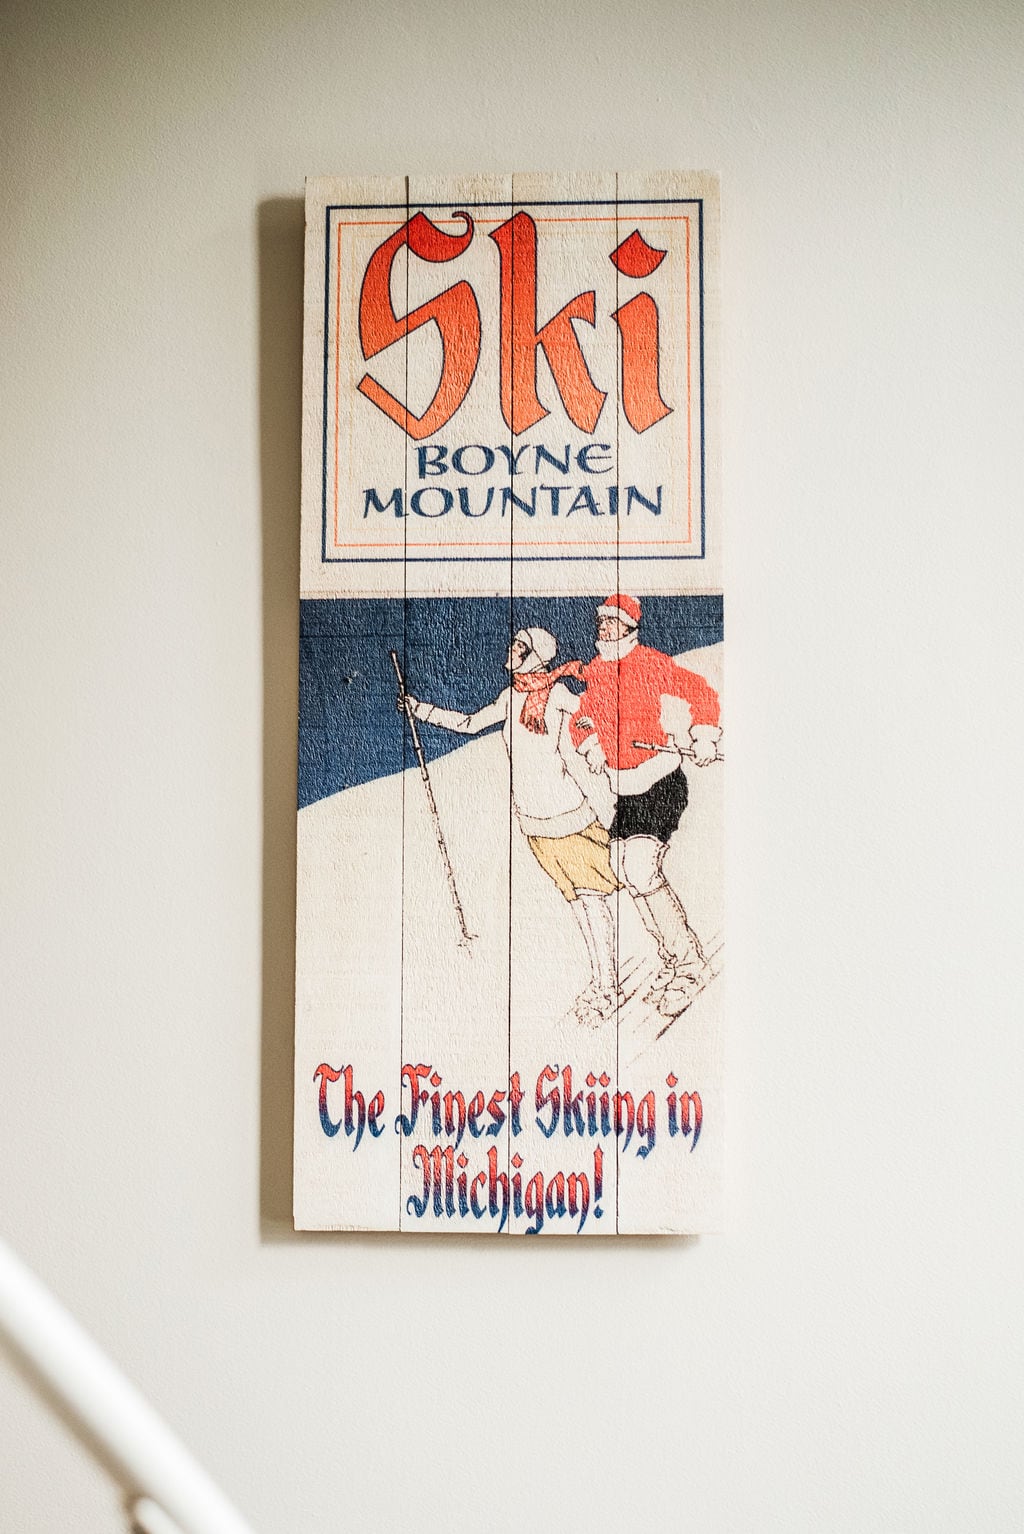 Ski
BOYNE
MOUNTAIN
The Finest Skiing in
Michigan!